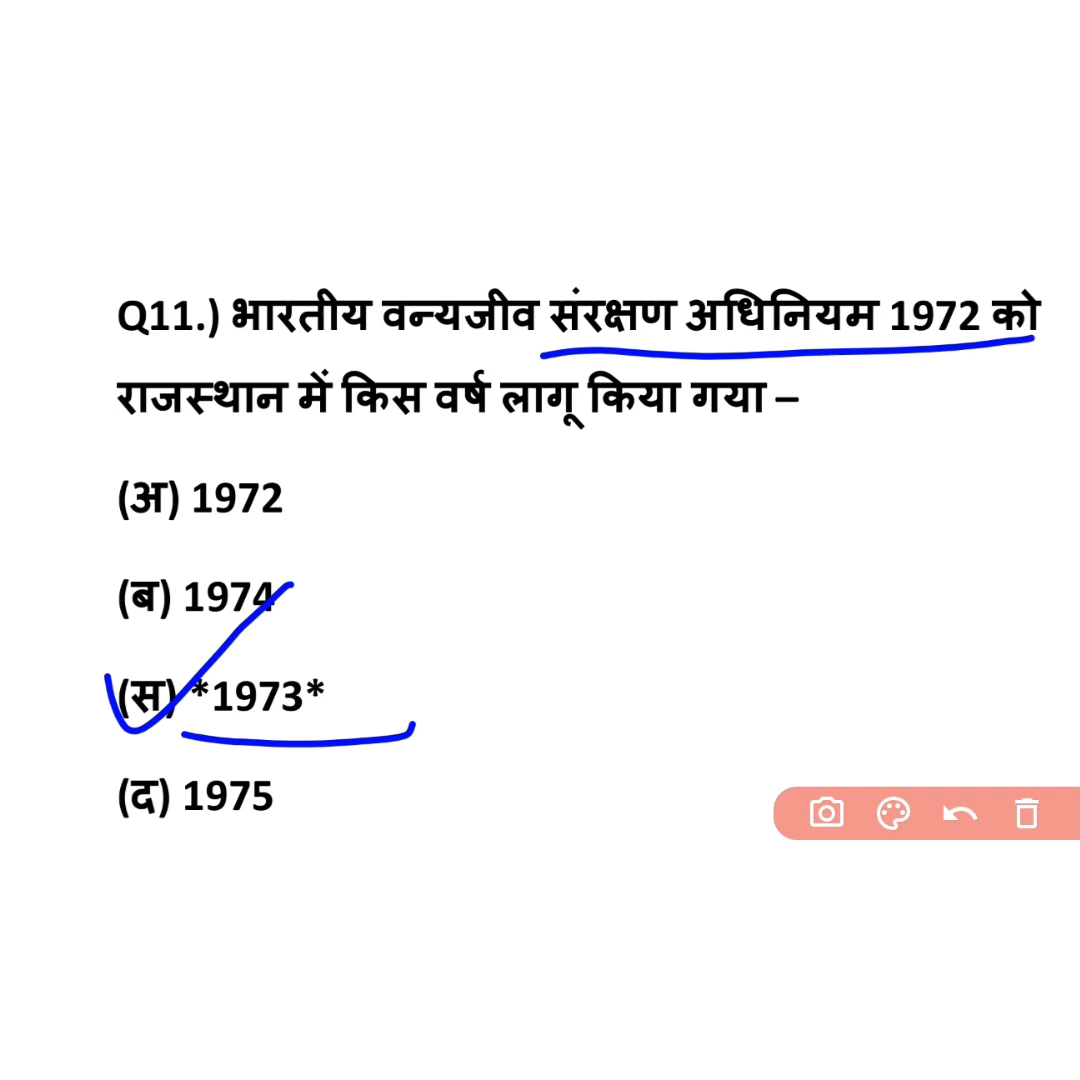 Q11.) भारतीय वन्यजीव संरक्षण अधिनियम 1972 को
राजस्थान में किस वर्ष लागू किया गया –
(अ) 1972
(ब) 1974
(स) *1973*
(द) 1975